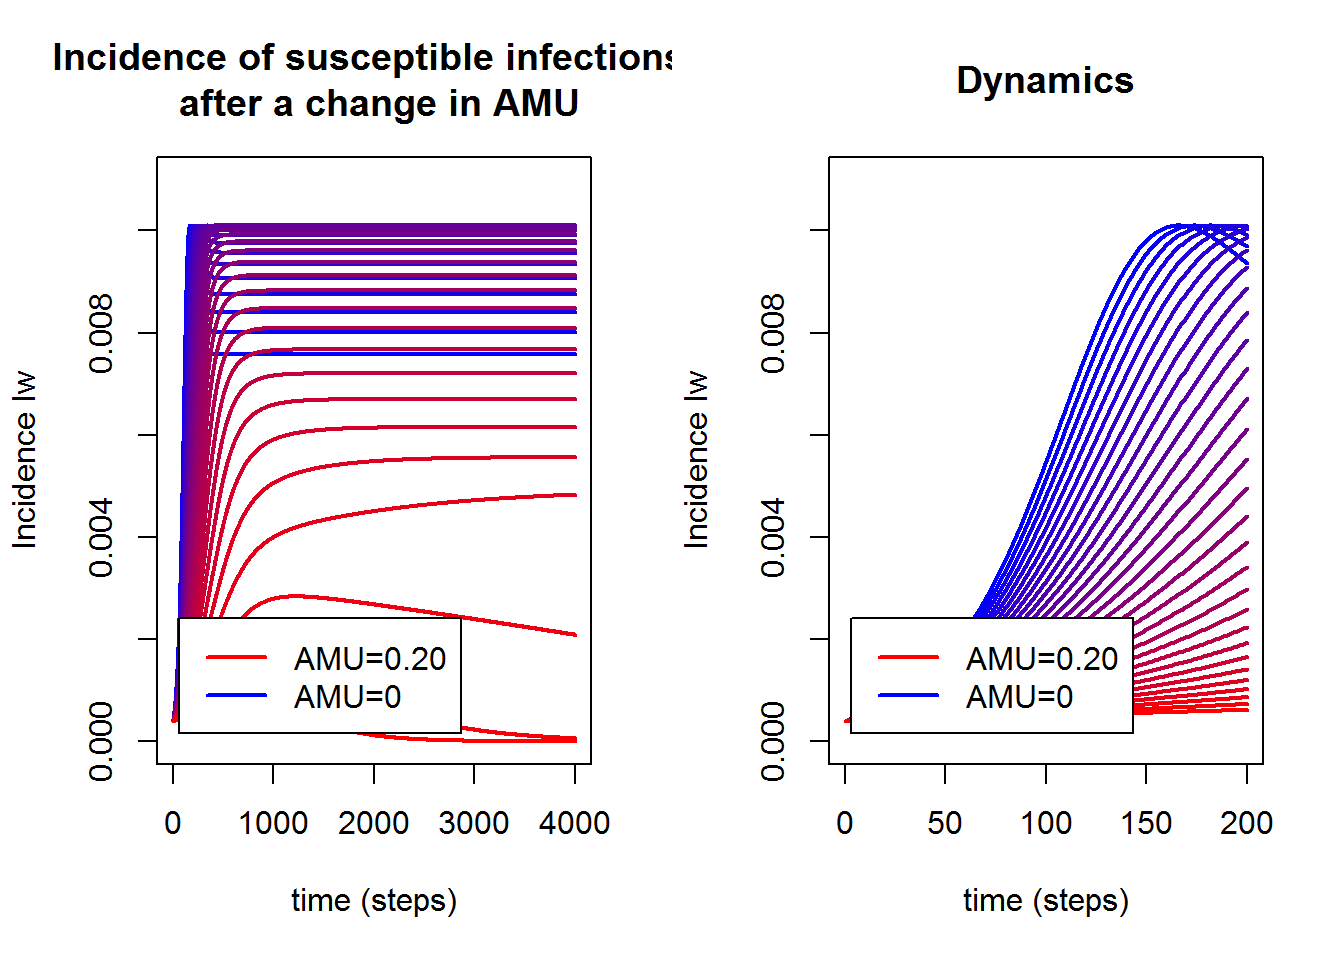 Incidence of susceptible infections
after a change in AMU
Incidence Iw
0.000
0.004
0.008
AMU=0.20
AMU=0
0 1000 2000 3000 4000
time (steps)
Dynamics
Incidence Iw
0.000
0.004
0.008
AMU=0.20
AMU=0
0 50 100 150 200
time (steps)